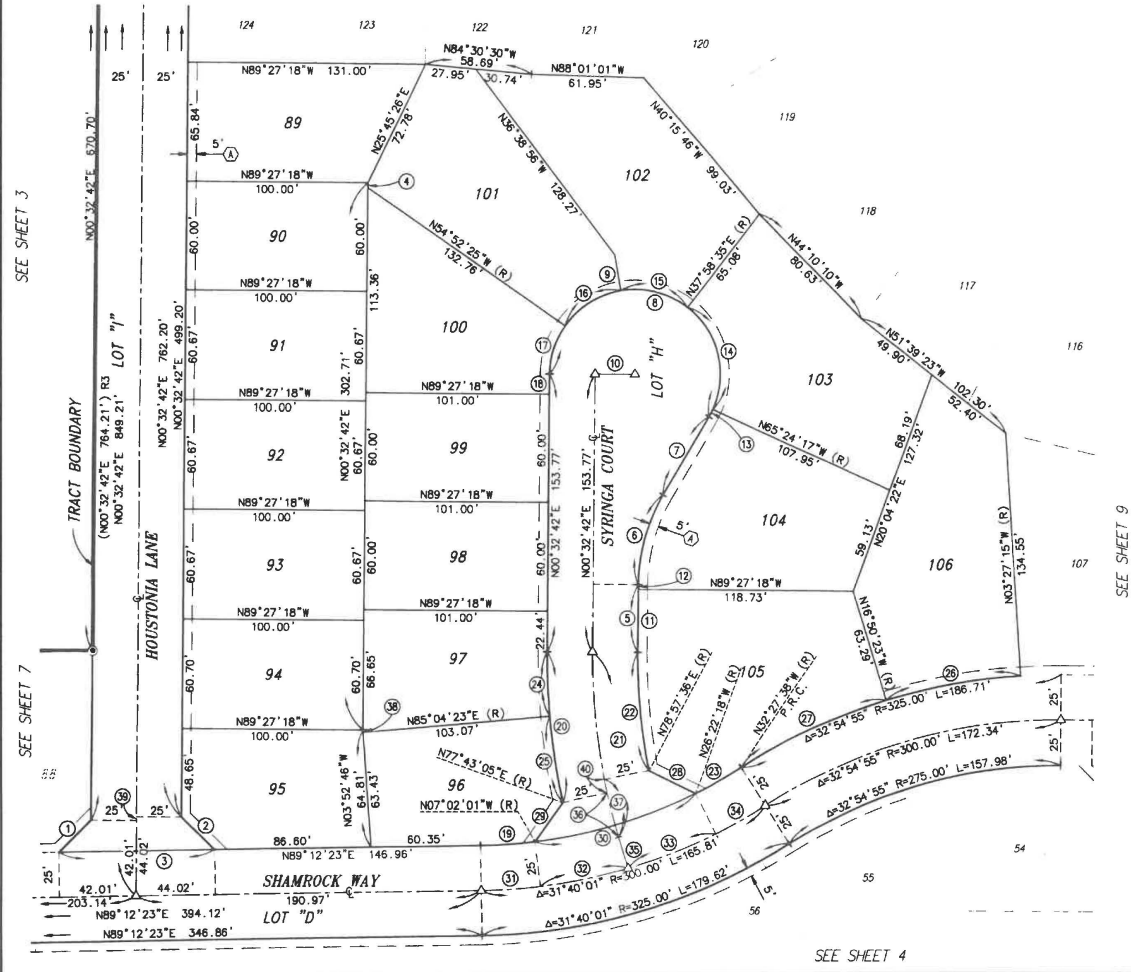 124
123
122
121
120
119
118
117
116
SEE SHEET 3
SEE SHEET 7
SEE SHEET 9
SEE SHEET 4
25'
25'
N00°32'42"E 670.70'
TRACT BOUNDARY
(N00°32'42"E 764.21') R3
N00°32'42"E 849.21'
LOT "I"
HOUSTONIA LANE
℄
N00°32'42"E 762.20'
N00°32'42"E 499.20'
65.84'
5'
A
60.00'
60.67'
60.67'
60.67'
60.70'
48.65'
N89°27'18"W 131.00'
89
N89°27'18"W
100.00'
90
N89°27'18"W
100.00'
91
N89°27'18"W
100.00'
92
N89°27'18"W
100.00'
93
N89°27'18"W
100.00'
94
N89°27'18"W
100.00'
95
88
N84°30'30"W
58.69'
27.95'
30.74'
N88°01'01"W
61.95'
N25°45'26"E
72.78'
4
101
N36°38'56"W
128.27'
102
N40°15'46"W 99.03'
N54°52'25"W (R)
132.76'
N37°58'35"E (R)
65.08'
N44°10'10"W
80.63'
N51°39'23"W
102.30'
49.90'
52.40'
60.00'
113.36'
60.67'
N00°32'42"E 302.71'
60.67'
60.00'
60.67'
60.00'
60.70'
66.65'
100
N89°27'18"W
101.00'
99
N89°27'18"W
101.00'
98
N89°27'18"W
101.00'
97
N85°04'23"E (R)
103.07'
96
60.00'
60.00'
22.44'
N00°32'42"E 153.77'
N00°32'42"E 153.77'
℄
SYRINGA COURT
LOT "H"
9
15
16
8
17
18
10
14
7
13
6
5'
A
12
5
11
103
N65°24'17"W (R)
107.95'
104
68.19'
127.32'
59.13'
N20°04'22"E
106
N03°27'15"W (R)
134.55'
107
N89°27'18"W
118.73'
N16°50'23"W (R)
63.29'
105
N78°57'36"E (R)
N26°22'18"W (R)
N32°27'38"W (R)
P.R.C.
26
27
Δ=32°54'55" R=325.00' L=186.71'
Δ=32°54'55" R=300.00' L=172.34'
Δ=32°54'55" R=275.00' L=157.98'
25'
25'
25'
25'
24
20
22
21
25
28
23
29
40
37
36
30
35
34
33
32
31
19
38
39
1
2
3
N77°43'05"E (R)
N07°02'01"W (R)
25'
25'
N03°52'46"W
64.81'
63.43'
25'
25'
42.01'
44.02'
86.60'
60.35'
N89°12'23"E 146.96'
25'
25'
SHAMROCK WAY
℄
42.01'
44.02'
203.14'
190.97'
N89°12'23"E 394.12'
LOT "D"
N89°12'23"E 346.86'
Δ=31°40'01" R=300.00' L=165.81'
Δ=31°40'01" R=325.00' L=179.62'
5'
54
55
56